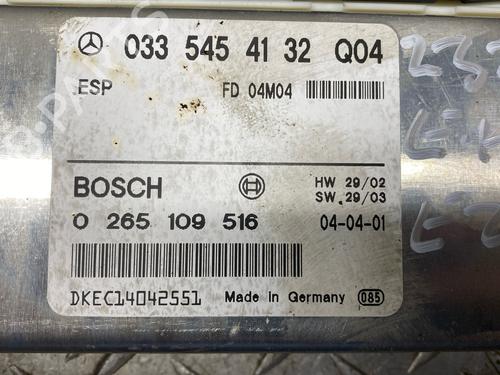 033 545 41 32 Q04
ESP FD 04M04
BOSCH HW 29/02
SW. 29/03
0 265 109 516 04-04-01
DKEC14042551 Made in Germany 085